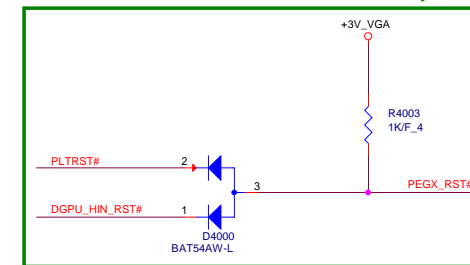 +3V_VGA
R4003
1K/F_4
PLTRST#
2
3
PEGX_RST#
DGPU_HIN_RST#
1
D4000
BAT54AW-L